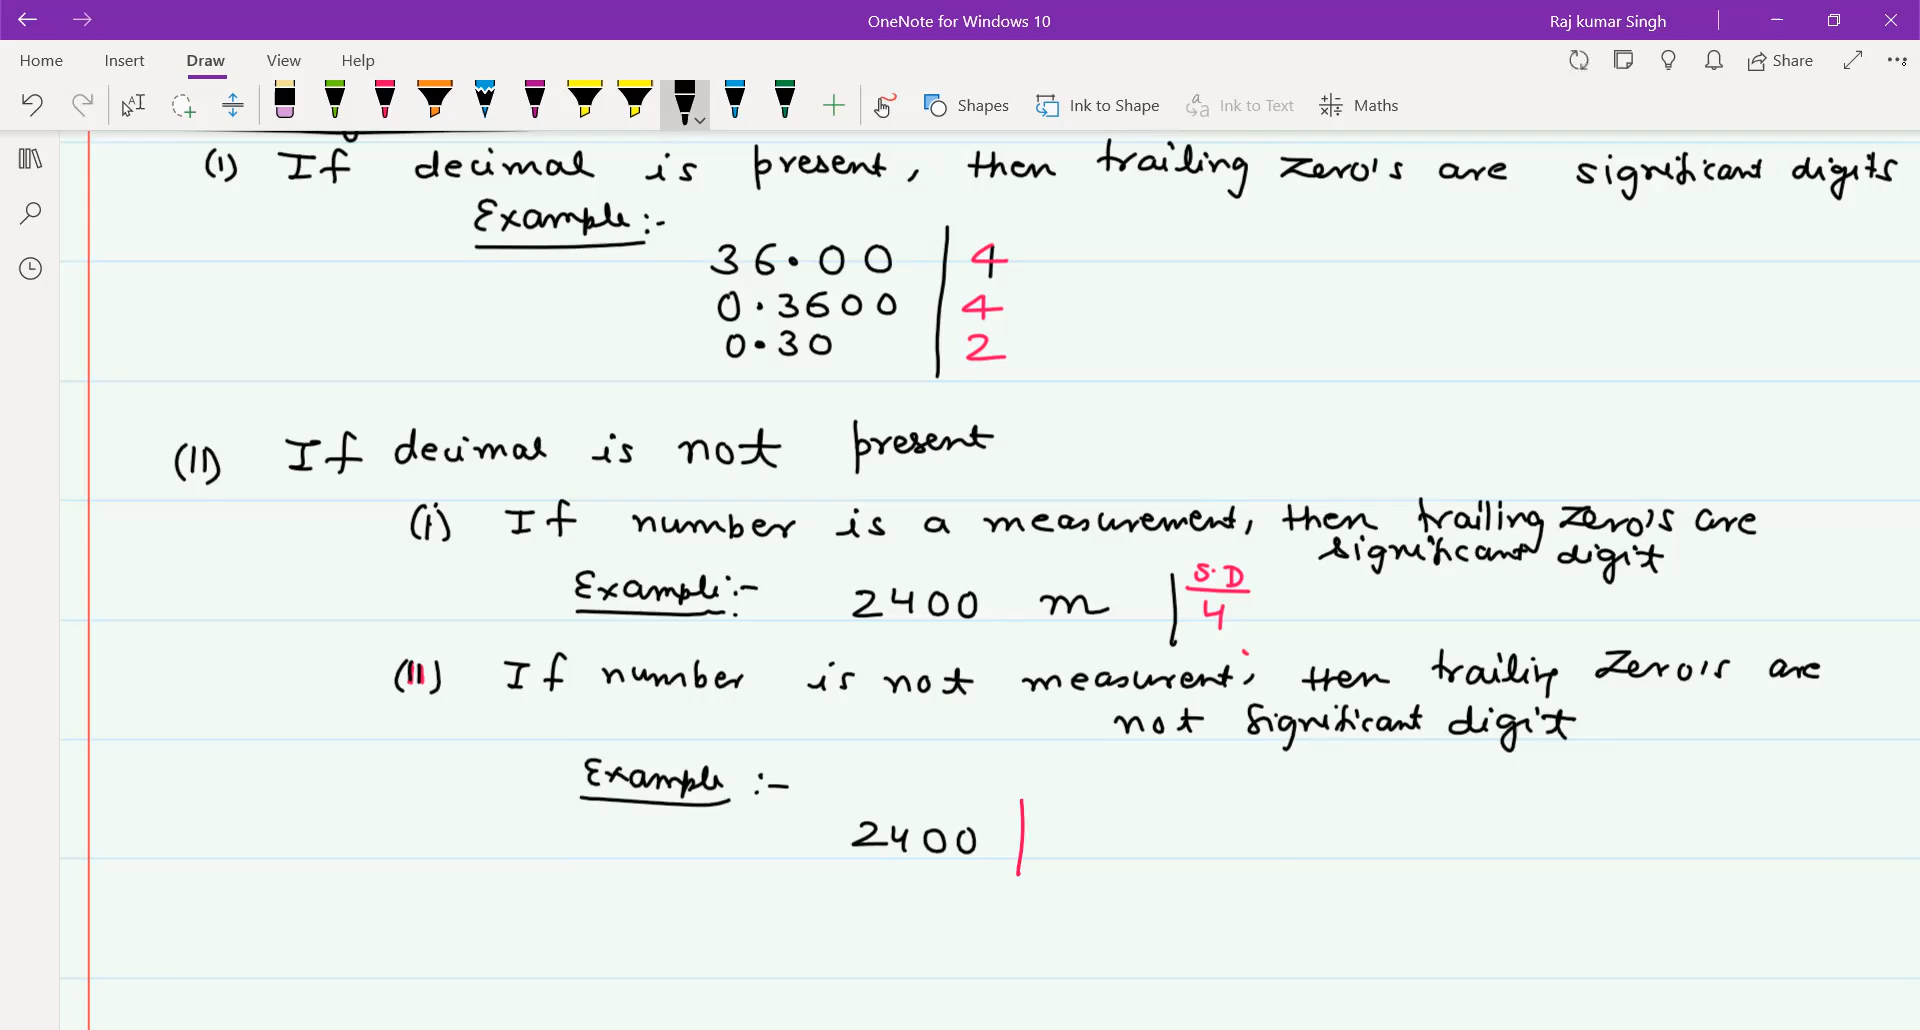 OneNote for Windows 10
Raj kumar Singh
Home Insert Draw View Help
Share
Shapes Ink to Shape Ink to Text Maths
(I) If decimal is present, then trailing zero's are significant digits
Example:-
36.00 | 4
0.3600 | 4
0.30 | 2
(II) If decimal is not present
(i) If number is a measurement, then trailing zero's are
significant digit
Example:- 2400 m | S.D
4
(II) If number is not measurent, then trailing zero's are
not significant digit
Example :-
2400 |